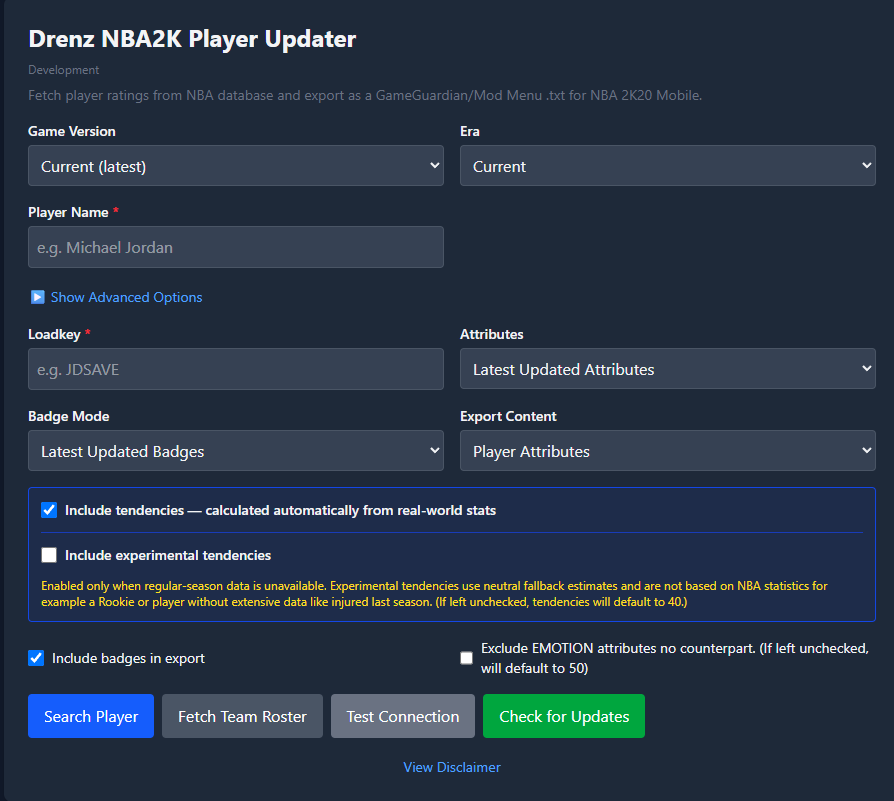 Drenz NBA2K Player Updater
Development
Fetch player ratings from NBA database and export as a GameGuardian/Mod Menu .txt for NBA 2K20 Mobile.
Game Version
Era
Current (latest)
Current
Player Name *
e.g. Michael Jordan
Show Advanced Options
Loadkey *
Attributes
e.g. JDSAVE
Latest Updated Attributes
Badge Mode
Export Content
Latest Updated Badges
Player Attributes
Include tendencies — calculated automatically from real-world stats
Include experimental tendencies
Enabled only when regular-season data is unavailable. Experimental tendencies use neutral fallback estimates and are not based on NBA statistics for
example a Rookie or player without extensive data like injured last season. (If left unchecked, tendencies will default to 40.)
Include badges in export
Exclude EMOTION attributes no counterpart. (If left unchecked,
will default to 50)
Search Player
Fetch Team Roster
Test Connection
Check for Updates
View Disclaimer